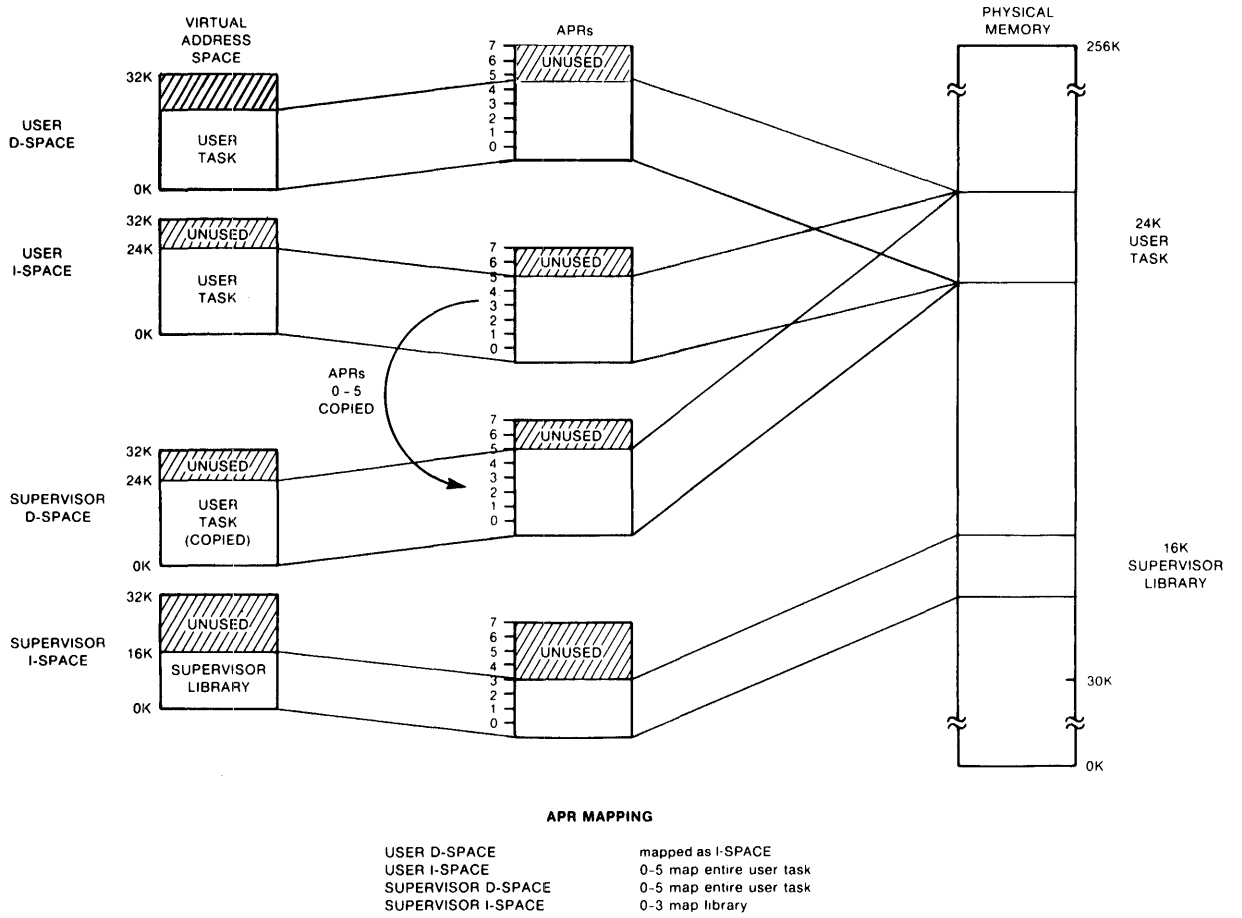 VIRTUAL
ADDRESS
SPACE
APRs
PHYSICAL
MEMORY
USER
D-SPACE
32K
USER
TASK
0K
7
6
5
4
3
2
1
0
UNUSED
256K
USER
I-SPACE
32K
24K
UNUSED
USER
TASK
0K
7
6
5
4
3
2
1
0
UNUSED
24K
USER
TASK
APRs
0-5
COPIED
SUPERVISOR
D-SPACE
32K
24K
UNUSED
USER
TASK
(COPIED)
0K
7
6
5
4
3
2
1
0
UNUSED
16K
SUPERVISOR
LIBRARY
SUPERVISOR
I-SPACE
32K
UNUSED
16K
SUPERVISOR
LIBRARY
0K
7
6
5
4
3
2
1
0
UNUSED
30K
0K
APR MAPPING
USER D-SPACE mapped as I-SPACE
USER I-SPACE 0-5 map entire user task
SUPERVISOR D-SPACE 0-5 map entire user task
SUPERVISOR I-SPACE 0-3 map library